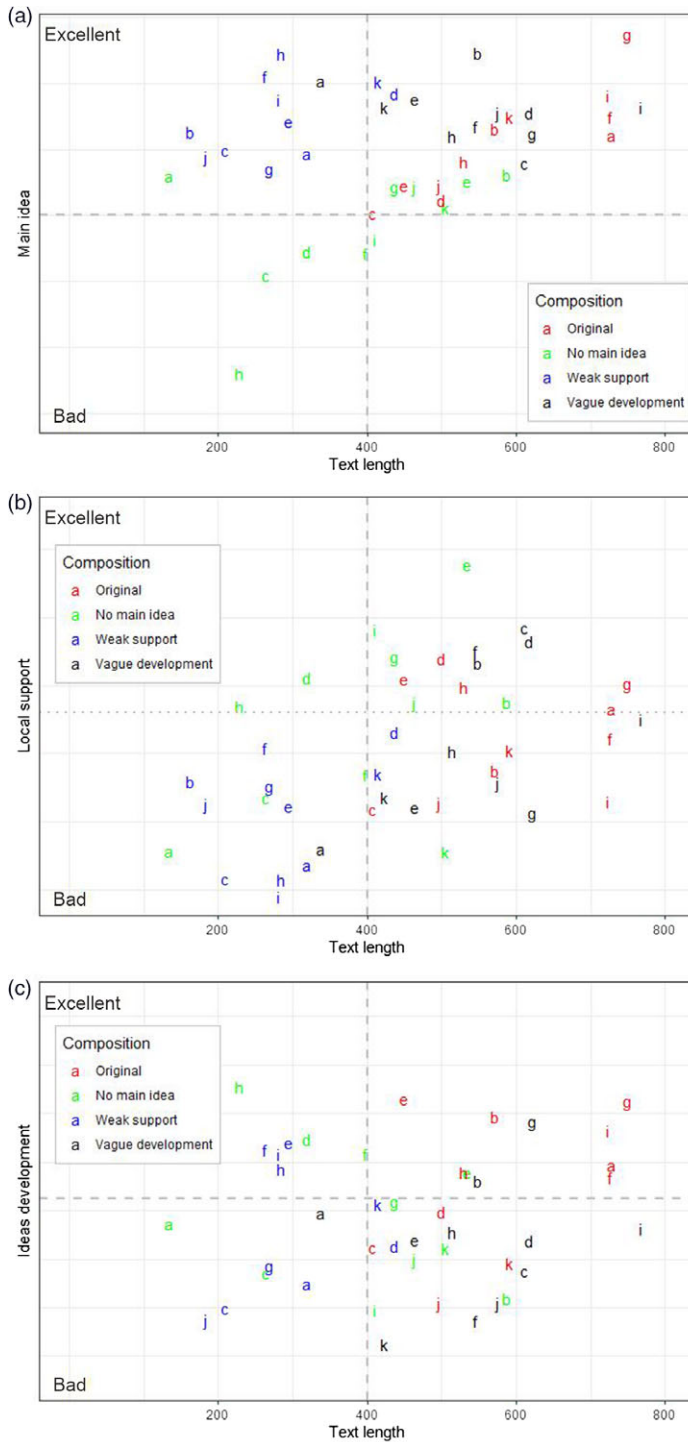 (a)
Excellent
g
h b
f a k
d i
i e
k i
j d k f
e f b
b h g a
c a j
h c
g b
a e
g j e j
d
k
c
i
d f
c
h
Main idea
Composition
a Original
a No main idea
a Weak support
a Vague development
Bad
200 400 600 800
Text length
(b)
Excellent
e
Composition
a Original
a No main idea
a Weak support
a Vague development
i c
d
g d f
b
d e
h g
h j b a
i
d f
f h k
f k b
b g j
c k
j e i j
c e g
a a k
d
c h
i
Local support
Bad
200 400 600 800
Text length
(c)
Excellent
Composition
a Original
a No main idea
a Weak support
a Vague development
h
e g
b
g
i
d e
f i f
h a
h e f
b
k g
a d
a i
h
e d
c d k
j k
g c c
a
b
c i j j
j f
k
Ideas development
Bad
200 400 600 800
Text length